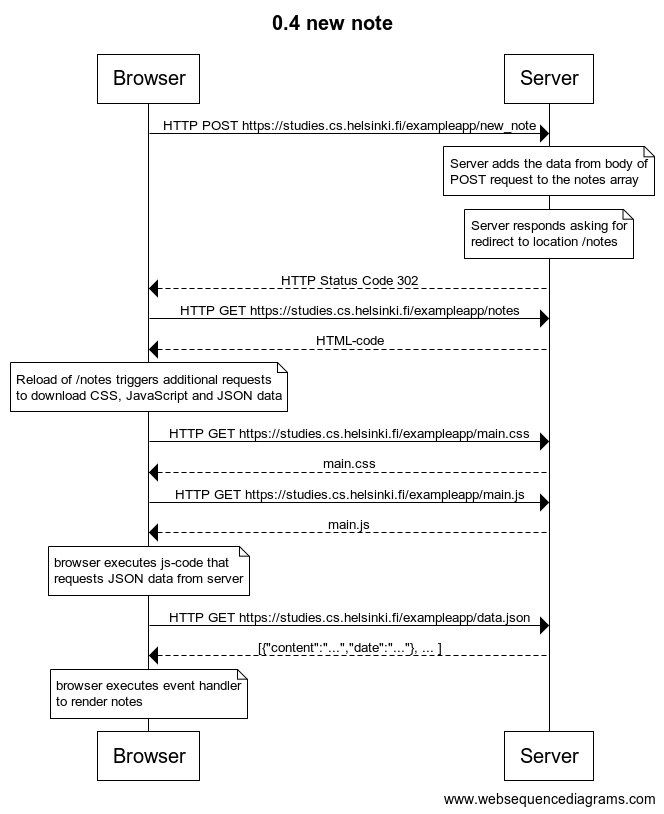 0.4 new note
Browser
Server
HTTP POST https://studies.cs.helsinki.fi/exampleapp/new_note
Server adds the data from body of
POST request to the notes array
Server responds asking for
redirect to location /notes
HTTP Status Code 302
HTTP GET https://studies.cs.helsinki.fi/exampleapp/notes
HTML-code
Reload of /notes triggers additional requests
to download CSS, JavaScript and JSON data
HTTP GET https://studies.cs.helsinki.fi/exampleapp/main.css
main.css
HTTP GET https://studies.cs.helsinki.fi/exampleapp/main.js
main.js
browser executes js-code that
requests JSON data from server
HTTP GET https://studies.cs.helsinki.fi/exampleapp/data.json
[{"content":"...","date":"..."}, ... ]
browser executes event handler
to render notes
Browser
Server
www.websequencediagrams.com